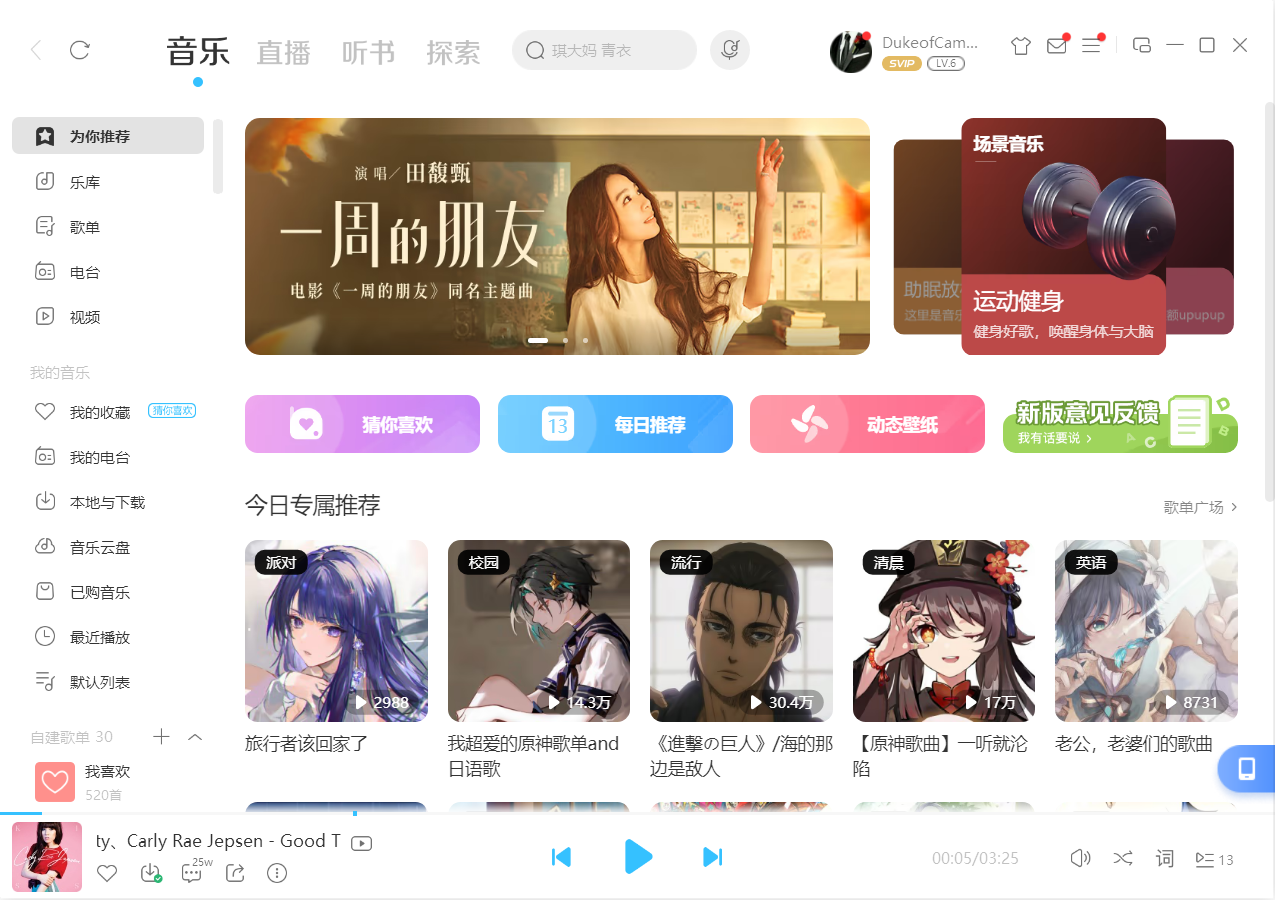 音乐 直播 听书 探索
琪大妈 青衣
DukeofCam...
SVIP LV.6
为你推荐
乐库
歌单
电台
视频
我的音乐
我的收藏 猜你喜欢
我的电台
本地与下载
音乐云盘
已购音乐
最近播放
默认列表
自建歌单 30
我喜欢
520首
演唱/田馥甄
一周的朋友
电影《一周的朋友》同名主题曲
场景音乐
助眠放
这里是音乐
运动健身
健身好歌，唤醒身体与大脑
额upupup
猜你喜欢
13
每日推荐
动态壁纸
新版意见反馈
我有话要说 >
今日专属推荐
歌单广场 >
派对
2988
旅行者该回家了
校园
14.3万
我超爱的原神歌单and
日语歌
流行
30.4万
《進撃の巨人》/海的那
边是敌人
清晨
17万
【原神歌曲】一听就沦
陷
英语
8731
老公，老婆们的歌曲
ty、Carly Rae Jepsen - Good T
25w
00:05/03:25
词
13